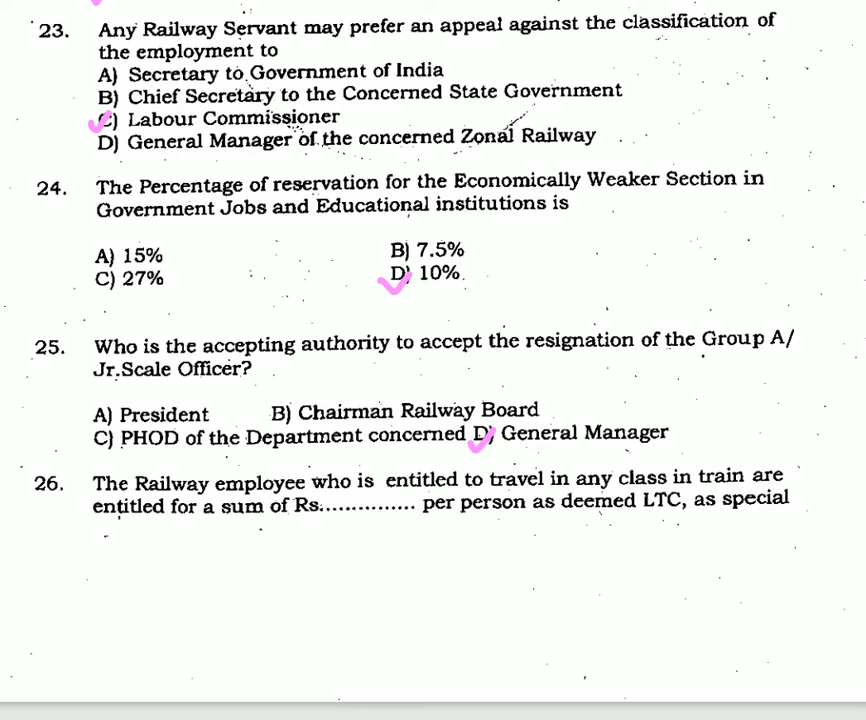 23. Any Railway Servant may prefer an appeal against the classification of
the employment to
A) Secretary to Government of India
B) Chief Secretary to the Concerned State Government
C) Labour Commissioner
D) General Manager of the concerned Zonal Railway
24. The Percentage of reservation for the Economically Weaker Section in
Government Jobs and Educational institutions is
A) 15% B) 7.5%
C) 27% D) 10%
25. Who is the accepting authority to accept the resignation of the Group A/
Jr.Scale Officer?
A) President B) Chairman Railway Board
C) PHOD of the Department concerned D) General Manager
26. The Railway employee who is entitled to travel in any class in train are
entitled for a sum of Rs............... per person as deemed LTC, as special